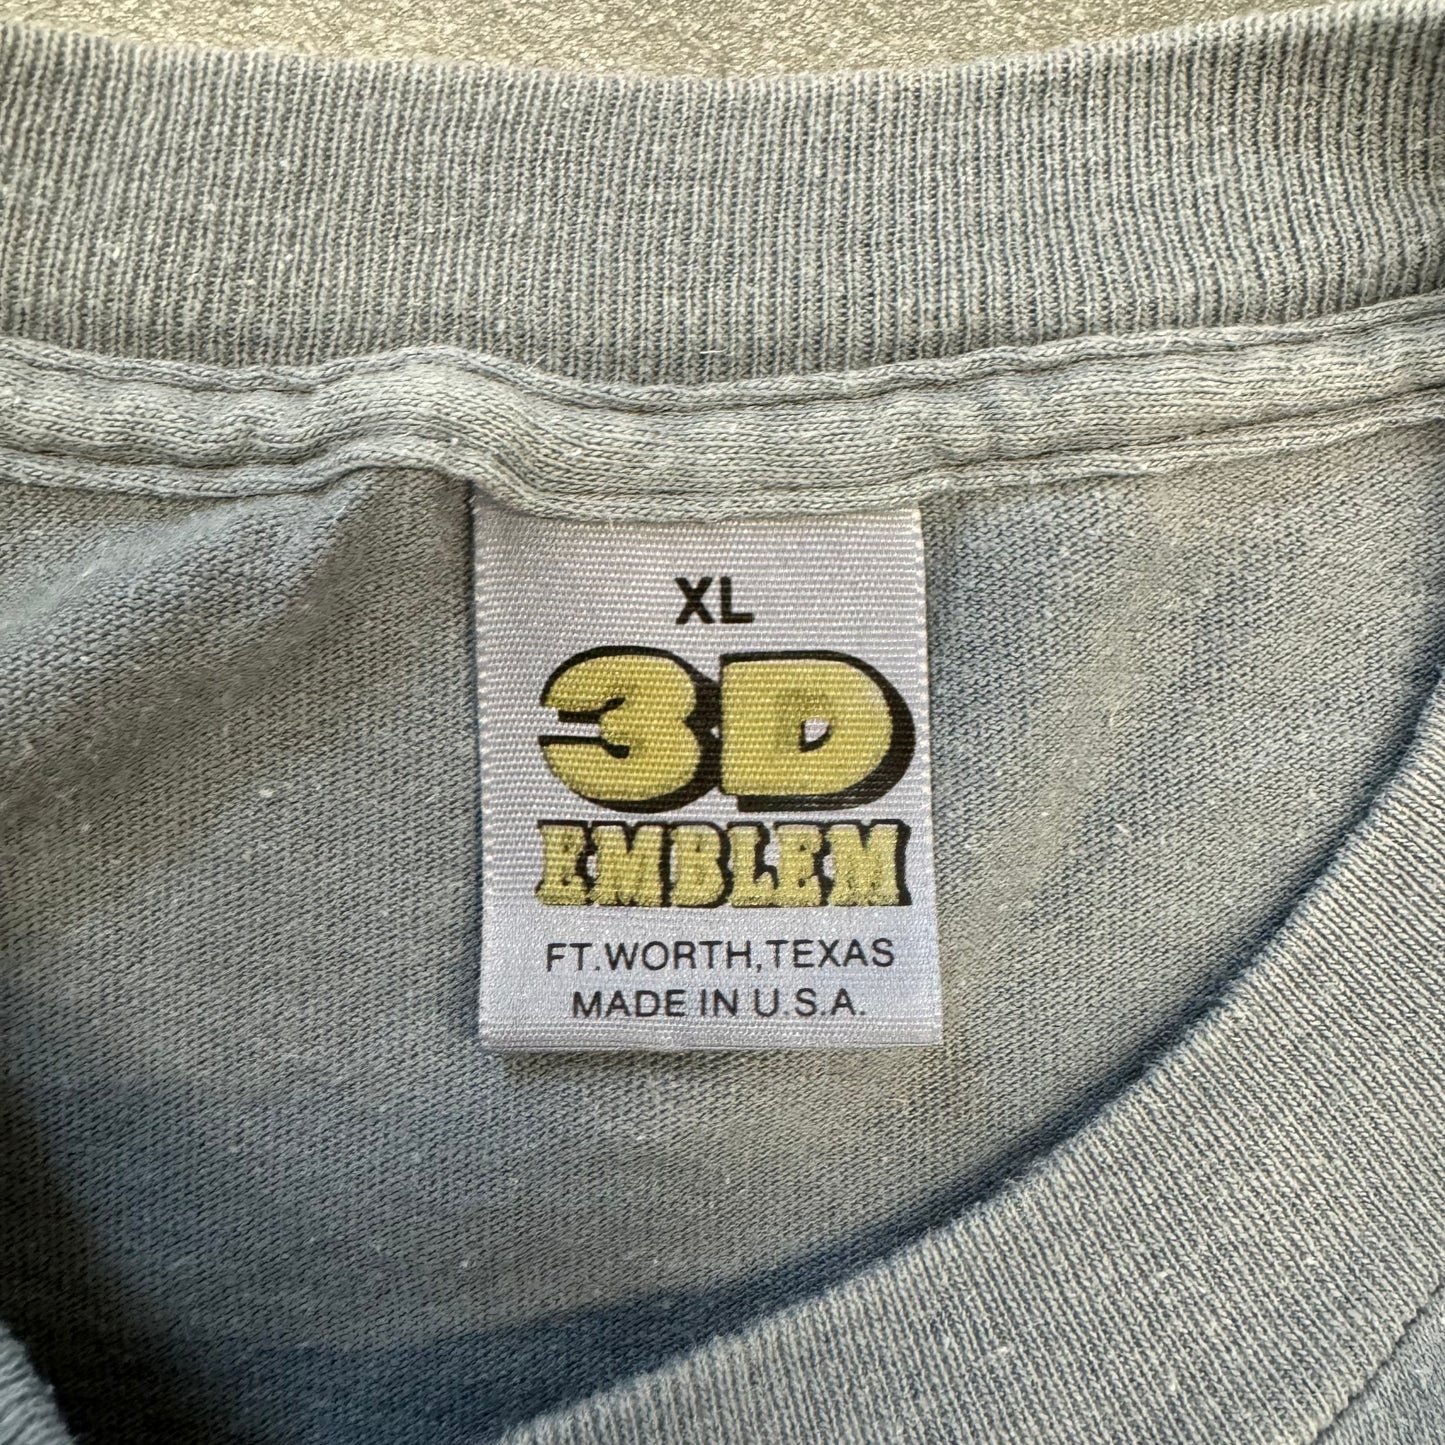 XL
3D
EMBLEM
FT. WORTH, TEXAS
MADE IN U.S.A.